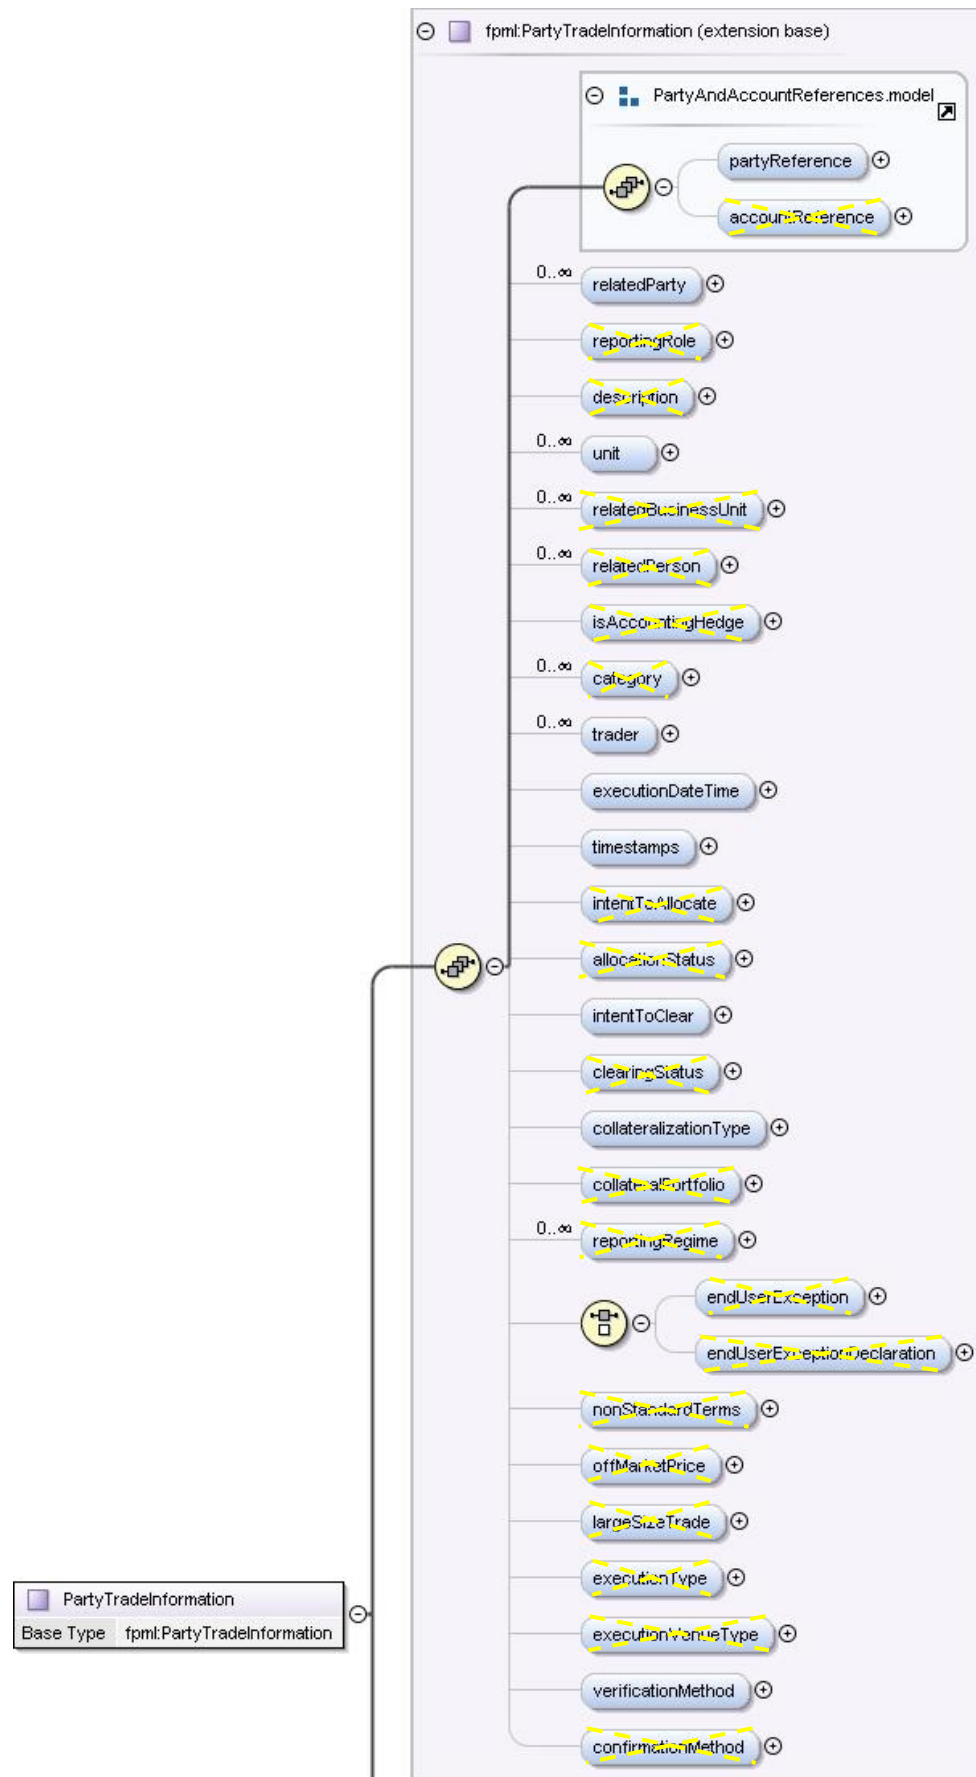 fpml:PartyTradeInformation (extension base)
PartyAndAccountReferences.model
partyReference
accountReference
0..∞
relatedParty
reportingRole
description
0..∞
unit
0..∞
relatedBusinessUnit
0..∞
relatedPerson
isAccountingHedge
0..∞
category
0..∞
trader
executionDateTime
timestamps
intentToAllocate
allocationStatus
intentToClear
clearingStatus
collateralizationType
collateralPortfolio
0..∞
reportingRegime
endUserException
endUserExceptionDeclaration
nonStandardTerms
offMarketPrice
largeSizeTrade
executionType
PartyTradeInformation
Base Type fpml:PartyTradeInformation
executionVenueType
verificationMethod
confirmationMethod